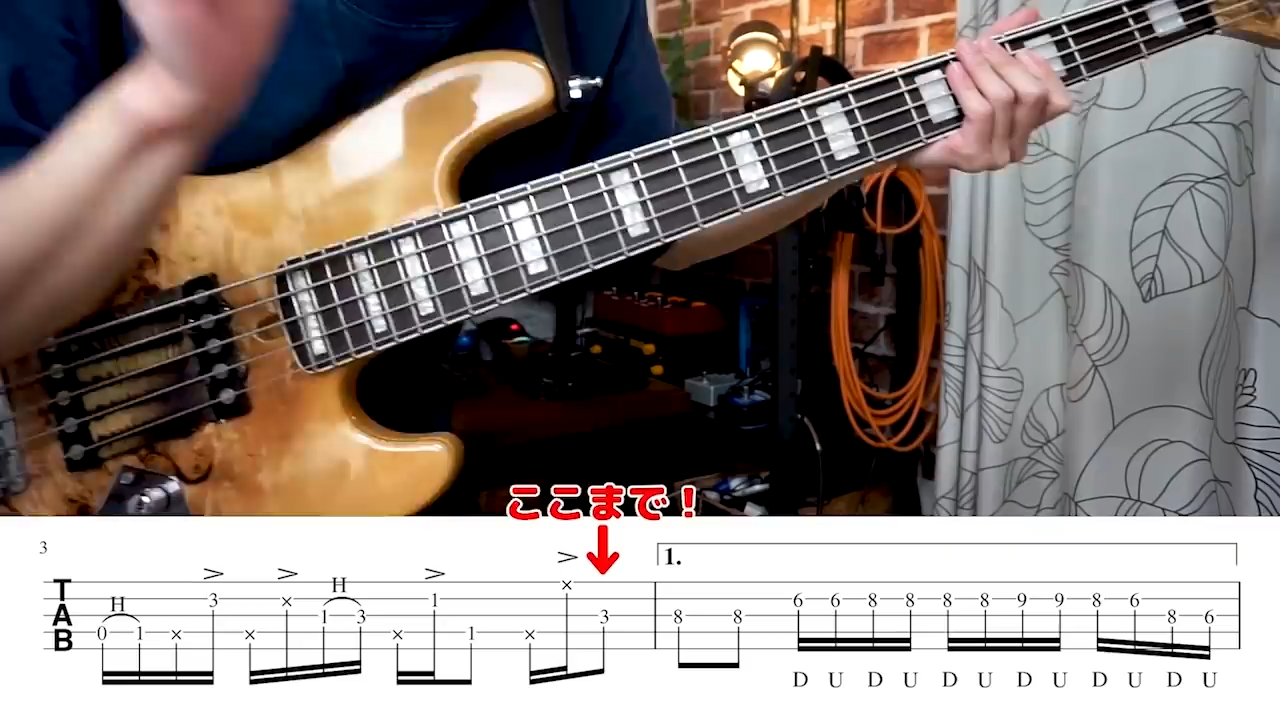 ここまで！
3 1.
> > > >
H H
T
A
B
×
3 × 1 6 6 8 8 8 8 9 9 8 6
1 3 3 8 8 8 6
0 1 × × × 1 ×
D U D U D U D U D U D U